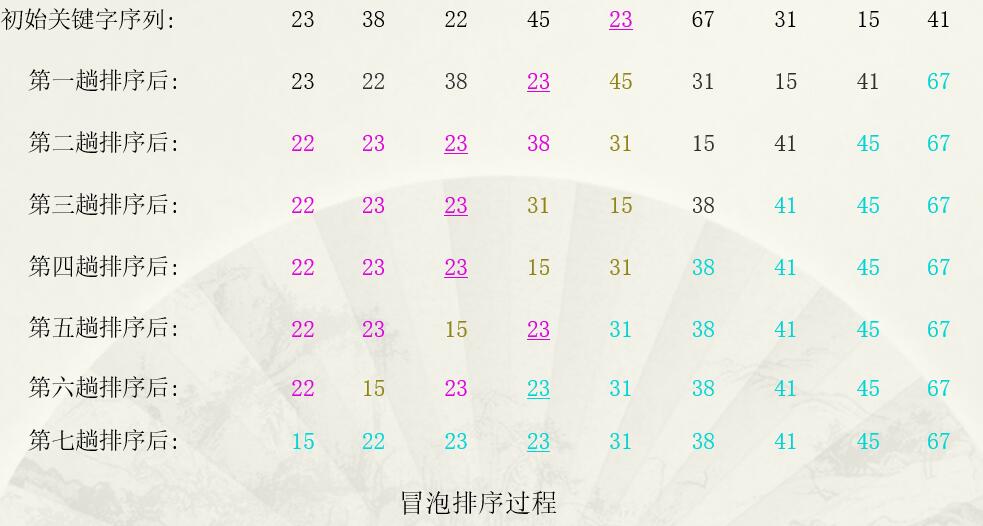 初始关键字序列: 23 38 22 45 23 67 31 15 41
第一趟排序后: 23 22 38 23 45 31 15 41 67
第二趟排序后: 22 23 23 38 31 15 41 45 67
第三趟排序后: 22 23 23 31 15 38 41 45 67
第四趟排序后: 22 23 23 15 31 38 41 45 67
第五趟排序后: 22 23 15 23 31 38 41 45 67
第六趟排序后: 22 15 23 23 31 38 41 45 67
第七趟排序后: 15 22 23 23 31 38 41 45 67
冒泡排序过程